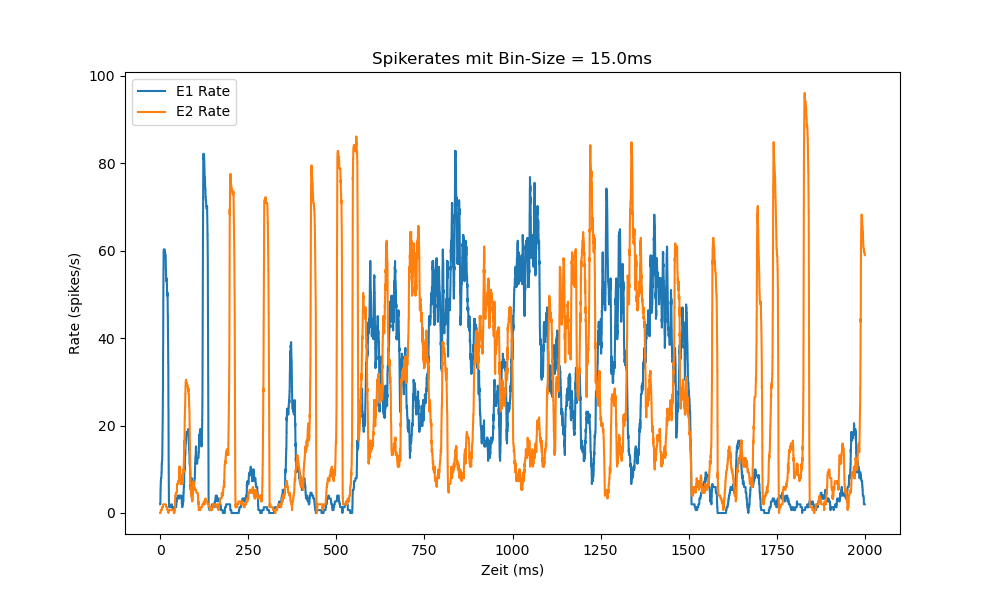 Spikerates mit Bin-Size = 15.0ms
E1 Rate
E2 Rate
100
80
60
40
20
0
Rate (spikes/s)
0 250 500 750 1000 1250 1500 1750 2000
Zeit (ms)